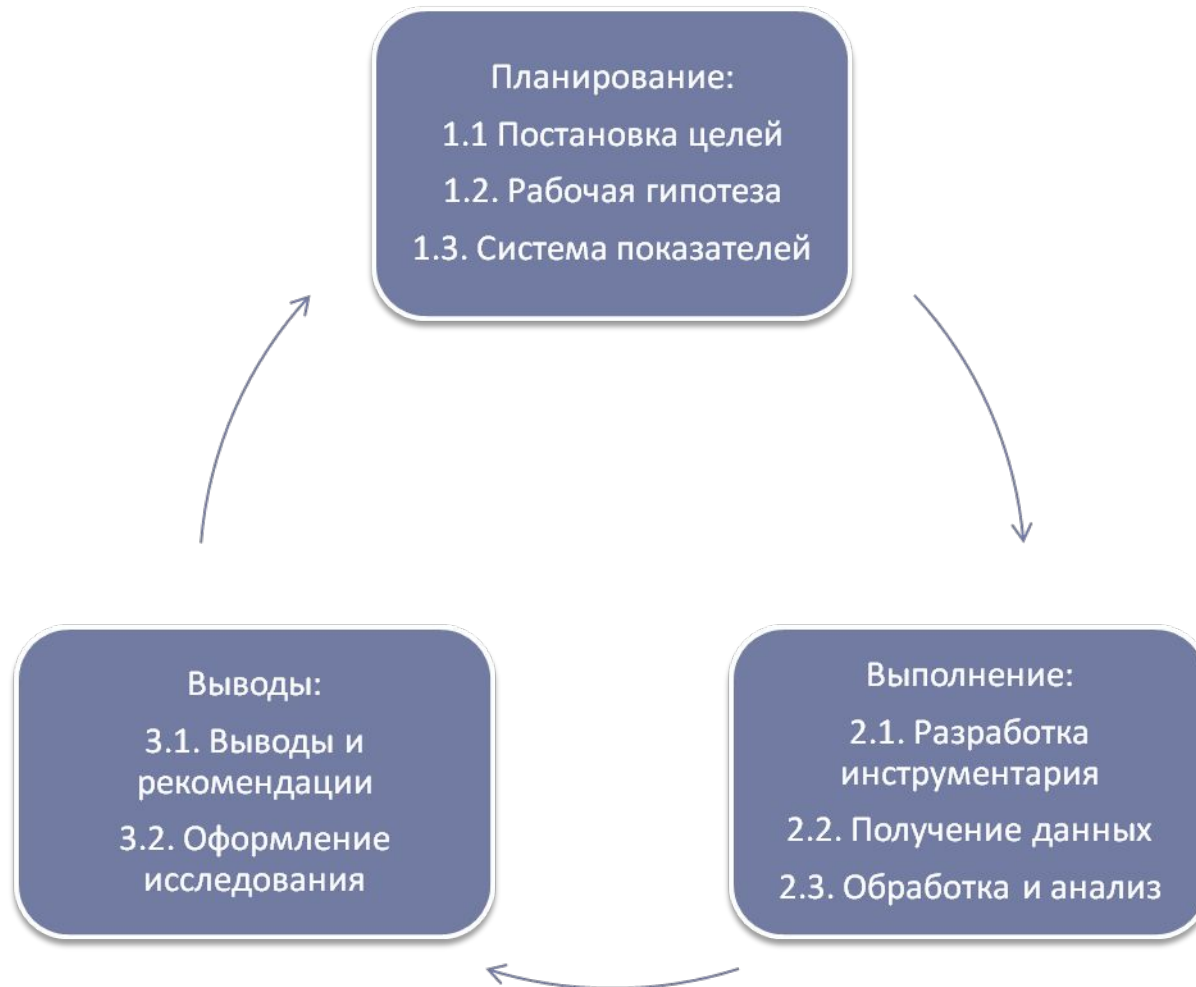 Планирование:
1.1 Постановка целей
1.2. Рабочая гипотеза
1.3. Система показателей
Выполнение:
2.1. Разработка
инструментария
2.2. Получение данных
2.3. Обработка и анализ
Выводы:
3.1. Выводы и
рекомендации
3.2. Оформление
исследования